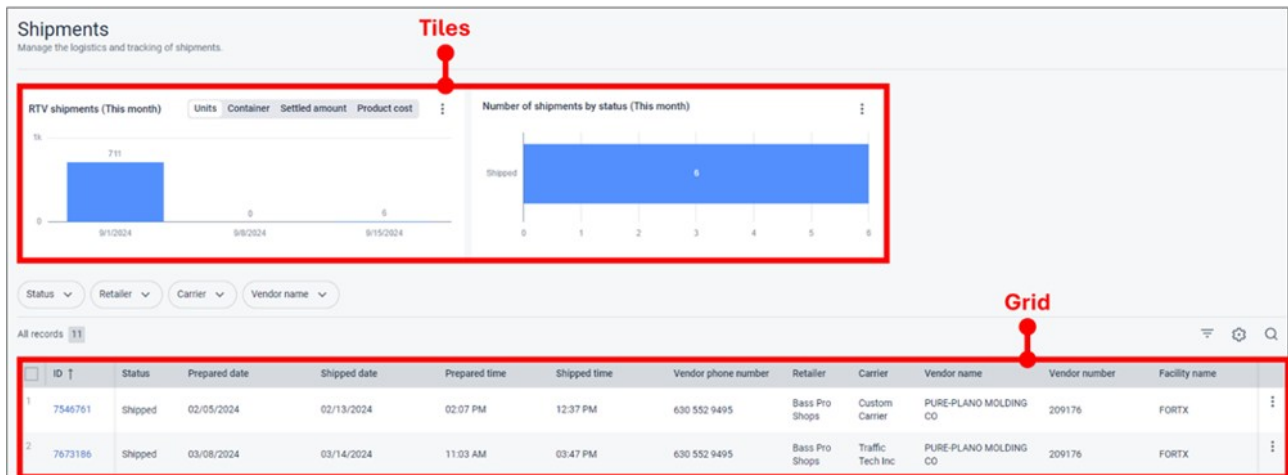 Shipments
Manage the logistics and tracking of shipments.
Tiles
RTV shipments (This month) Units Container Settled amount Product cost
1k
711
0 6
0
9/1/2024 9/8/2024 9/15/2024
Number of shipments by status (This month)
Shipped 6
0 1 2 3 4 5 6
Status Retailer Carrier Vendor name
Grid
All records 11
ID ↑ Status Prepared date Shipped date Prepared time Shipped time Vendor phone number Retailer Carrier Vendor name Vendor number Facility name
1 7546761 Shipped 02/05/2024 02/13/2024 02:07 PM 12:37 PM 630 552 9495 Bass Pro Shops Custom Carrier PURE-PLANO MOLDING CO 209176 FORTX
2 7673186 Shipped 03/08/2024 03/14/2024 11:03 AM 03:47 PM 630 552 9495 Bass Pro Shops Traffic Tech Inc PURE-PLANO MOLDING CO 209176 FORTX